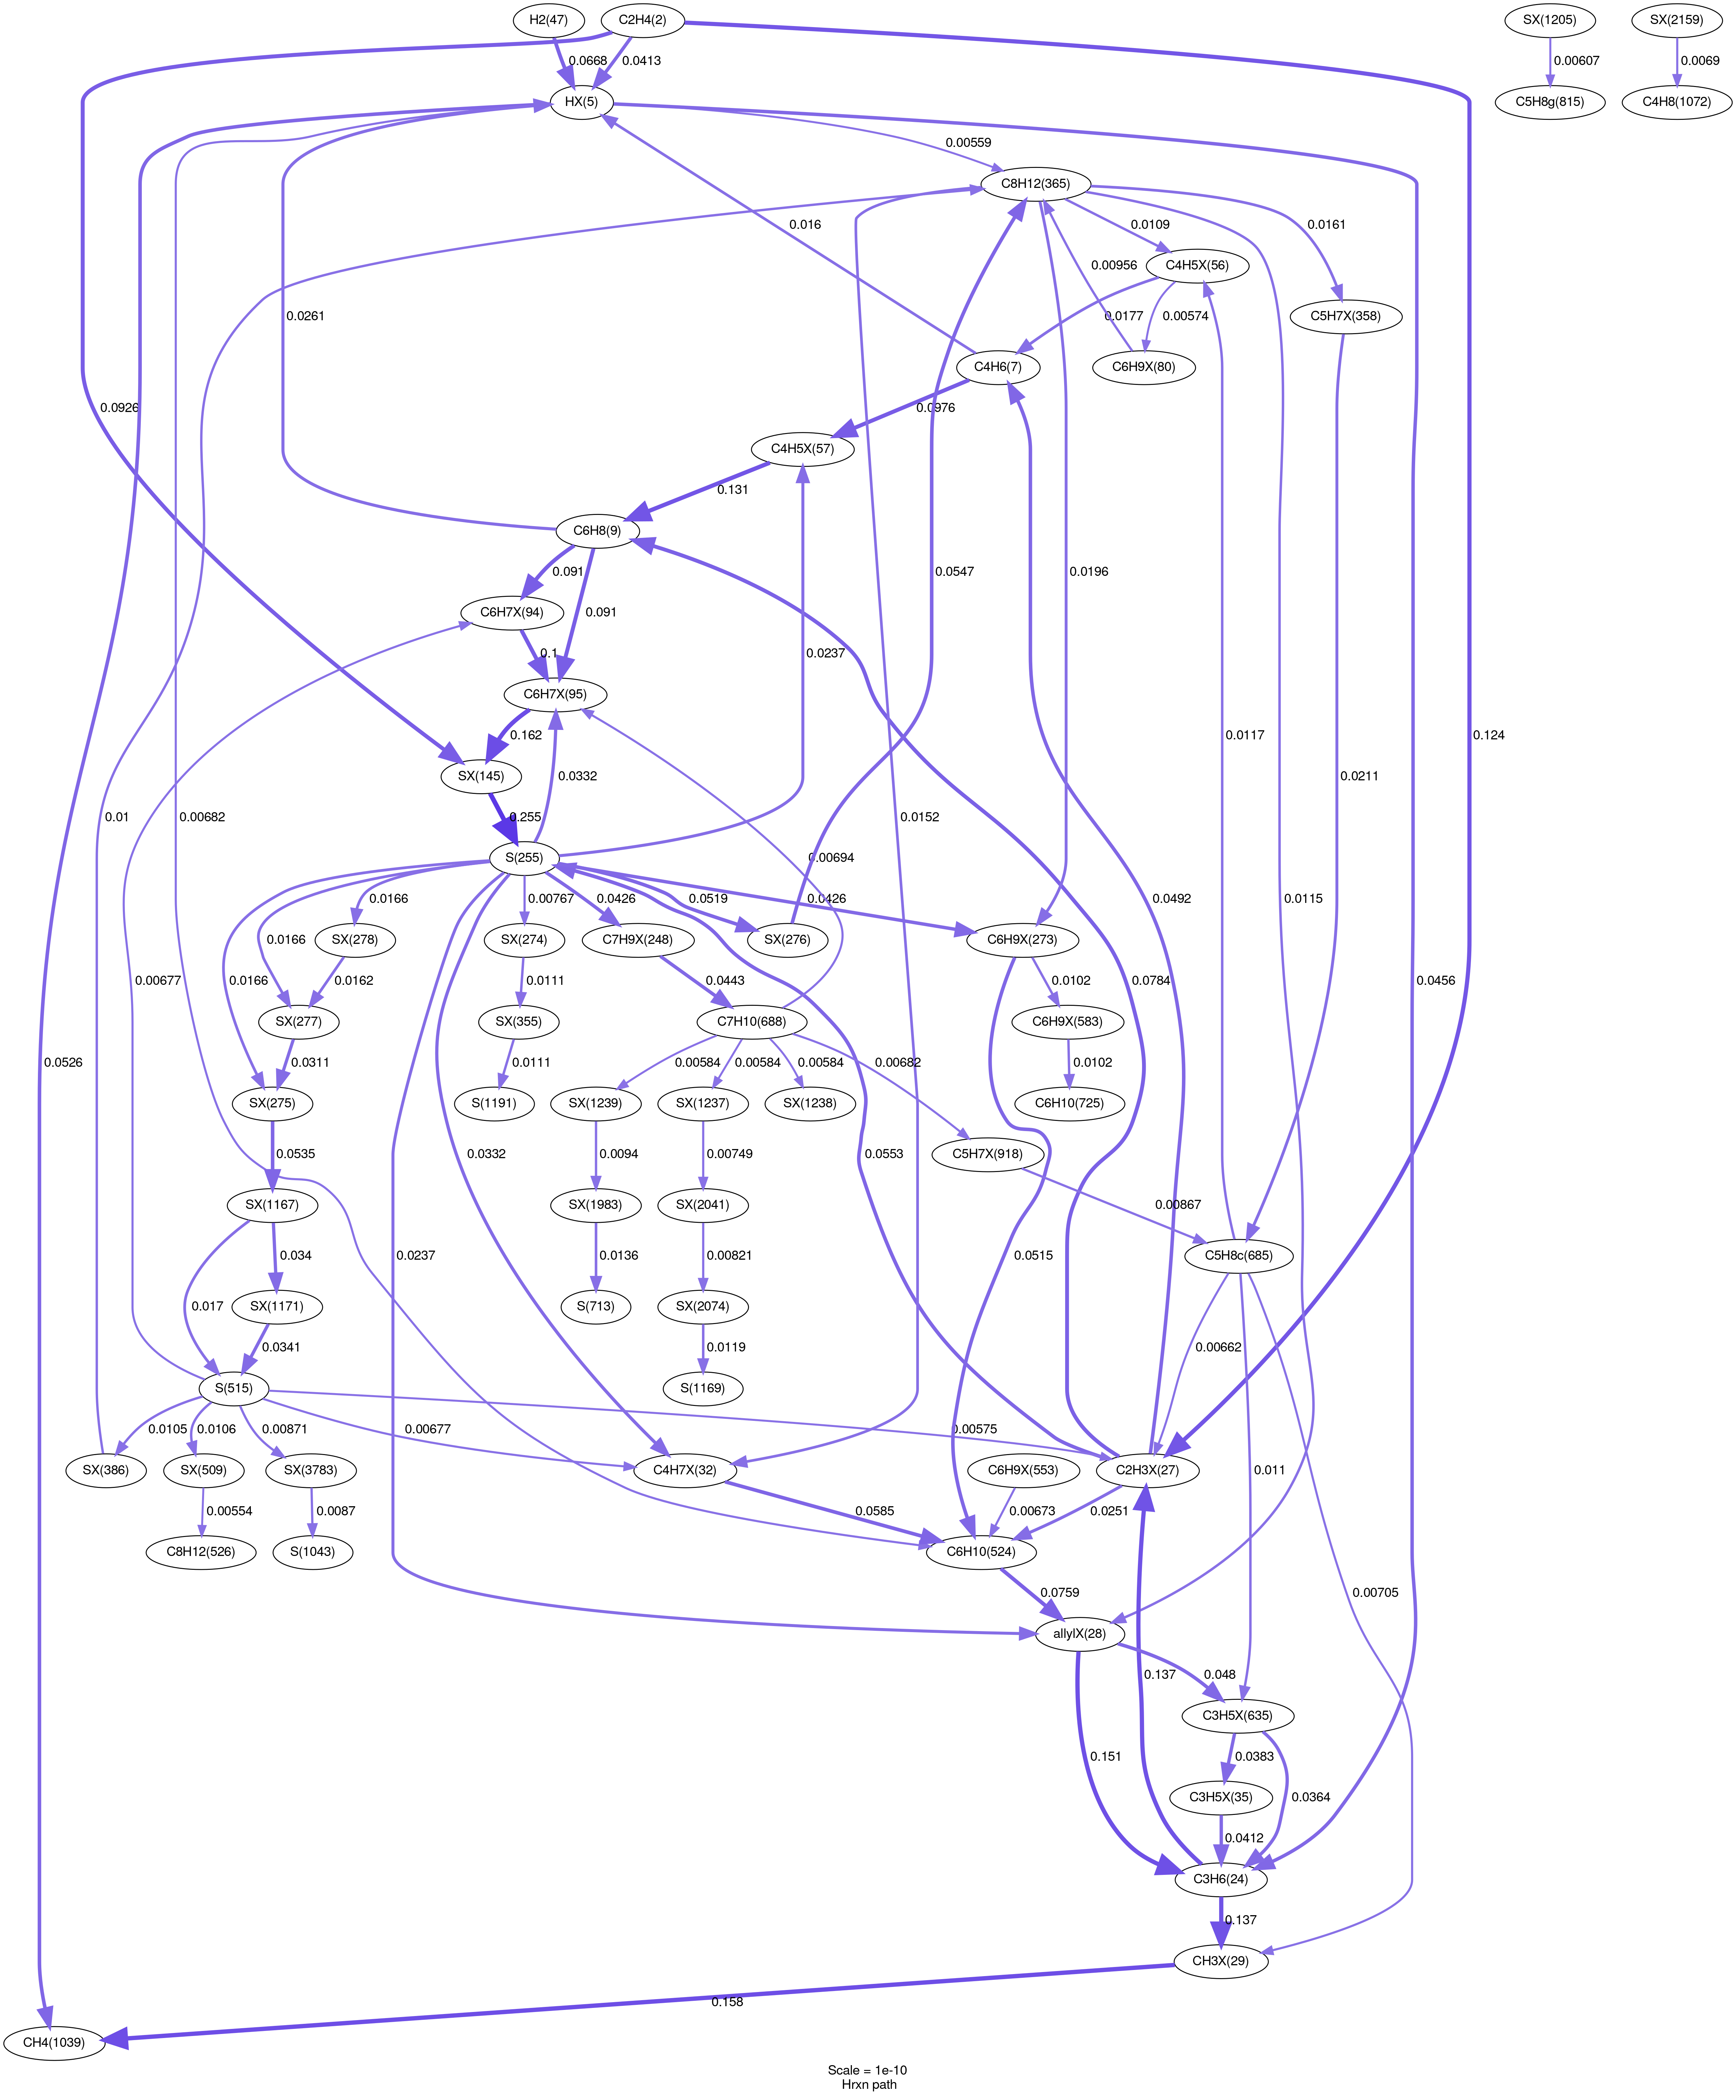 H2(47)
C2H4(2)
SX(1205)
SX(2159)
0.0668
0.0413
0.00607
0.0069
HX(5)
C5H8g(815)
C4H8(1072)
0.00559
C8H12(365)
0.016
0.0109
0.0161
0.00956
C4H5X(56)
0.0261
0.0177
0.00574
C5H7X(358)
C4H6(7)
C6H9X(80)
0.0926
0.0976
C4H5X(57)
0.131
C6H8(9)
0.091
0.0547
0.0196
0.091
C6H7X(94)
0.1
0.0237
C6H7X(95)
0.162
0.0117
0.0211
0.124
SX(145)
0.0332
0.255
0.01
0.00682
0.0152
S(255)
0.00694
0.0166
0.00767
0.0426
0.0519
0.0426
0.0492
0.0115
0.0166
SX(278)
SX(274)
C7H9X(248)
SX(276)
C6H9X(273)
0.0166
0.0162
0.0111
0.0443
0.0102
0.0784
0.0456
0.00677
SX(277)
SX(355)
C7H10(688)
C6H9X(583)
0.0526
0.0311
0.0111
0.00584
0.00584
0.00584
0.00682
0.0102
SX(275)
S(1191)
SX(1239)
SX(1237)
SX(1238)
C6H10(725)
0.0535
0.0332
0.0094
0.00749
C5H7X(918)
0.0553
SX(1167)
SX(1983)
SX(2041)
0.00867
0.034
0.0237
0.0136
0.00821
0.0515
C5H8c(685)
0.017
SX(1171)
S(713)
SX(2074)
0.0341
0.0119
0.00662
S(515)
S(1169)
0.0105
0.0106
0.00871
0.00677
0.00575
0.011
SX(386)
SX(509)
SX(3783)
C4H7X(32)
C6H9X(553)
C2H3X(27)
0.00554
0.0087
0.0585
0.00673
0.0251
C8H12(526)
S(1043)
C6H10(524)
0.0759
0.00705
allylX(28)
0.151
0.137
0.048
C3H5X(635)
0.0383
0.0364
C3H5X(35)
0.0412
C3H6(24)
0.137
CH3X(29)
0.158
CH4(1039)
Scale = 1e-10
Hrxn path